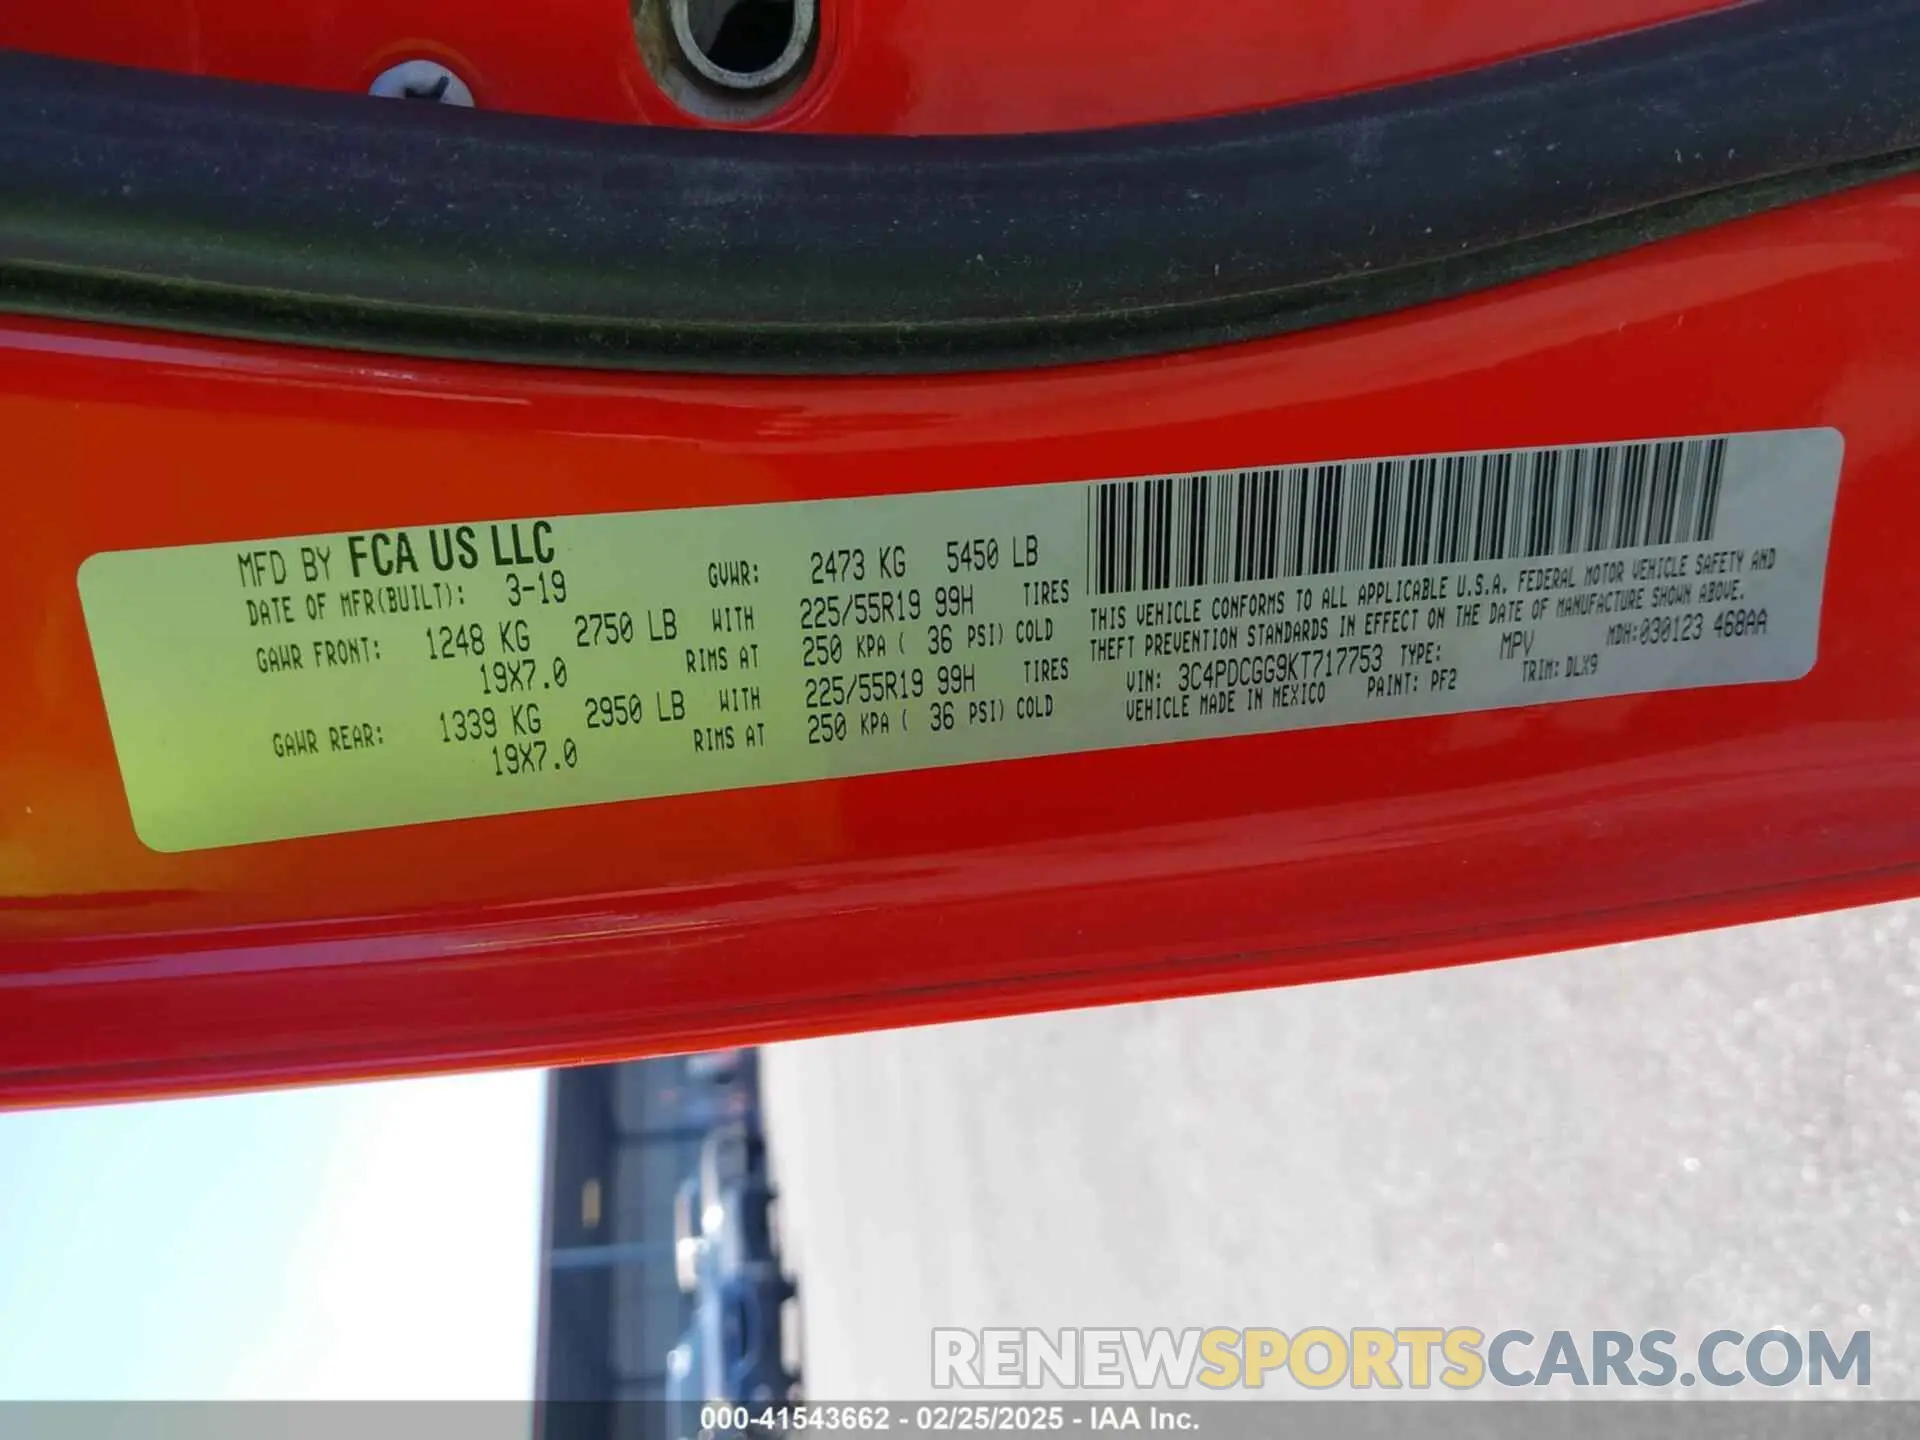 MFD BY FCA US LLC
DATE OF MFR(BUILT): 3-19 GVWR: 2473 KG 5450 LB
GAWR FRONT: 1248 KG 2750 LB WITH 225/55R19 99H TIRES
19X7.0 RIMS AT 250 KPA ( 36 PSI) COLD
GAWR REAR: 1339 KG 2950 LB WITH 225/55R19 99H TIRES
19X7.0 RIMS AT 250 KPA ( 36 PSI) COLD
THIS VEHICLE CONFORMS TO ALL APPLICABLE U.S.A. FEDERAL MOTOR VEHICLE SAFETY AND
THEFT PREVENTION STANDARDS IN EFFECT ON THE DATE OF MANUFACTURE SHOWN ABOVE.
VIN: 3C4PDCGG9KT717753 TYPE: MPV MDH:030123 468AA
VEHICLE MADE IN MEXICO PAINT: PF2 TRIM: DLX9
RENEWSPORTSCARS.COM
000-41543662 - 02/25/2025 - IAA Inc.